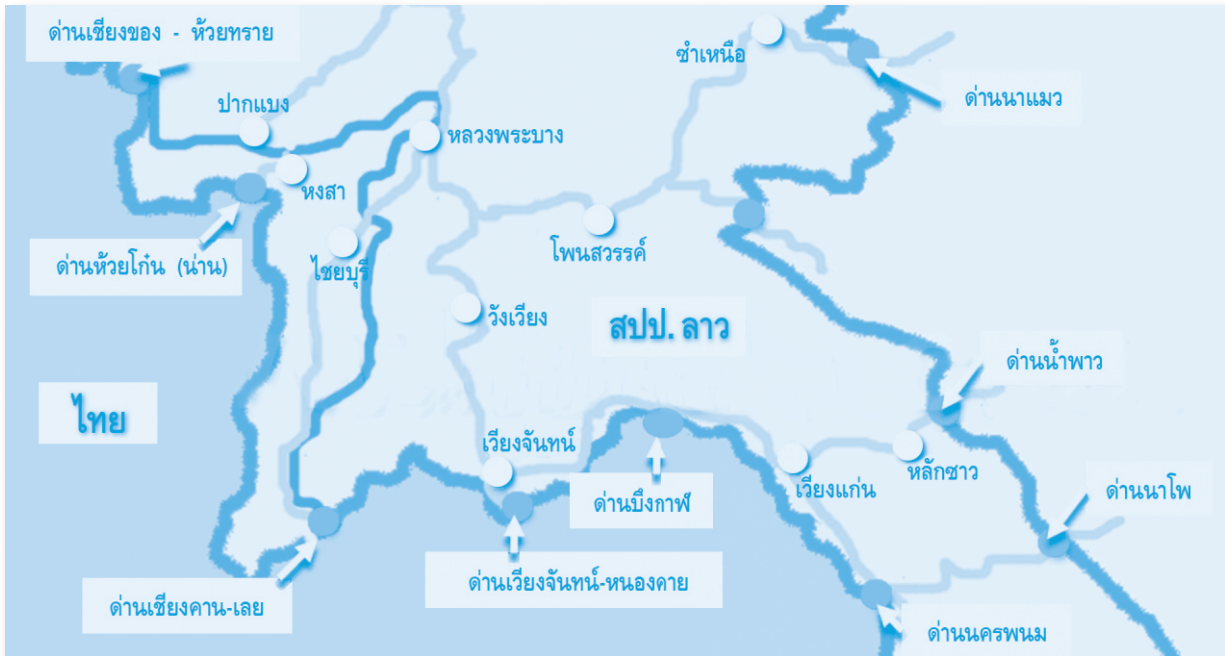 ด่านเชียงของ - ห้วยทราย
ซำเหนือ
ด่านนาแมว
ปากแบง
หลวงพระบาง
หงสา
ด่านห้วยโก๋น (น่าน)
ไชยบุรี
โพนสวรรค์
วังเวียง
สปป. ลาว
ด่านน้ำพาว
ไทย
เวียงจันทน์
หลักซาว
เวียงแก่น
ด่านนาโพ
ด่านบึงกาฬ
ด่านเวียงจันทน์-หนองคาย
ด่านเชียงคาน-เลย
ด่านนครพนม